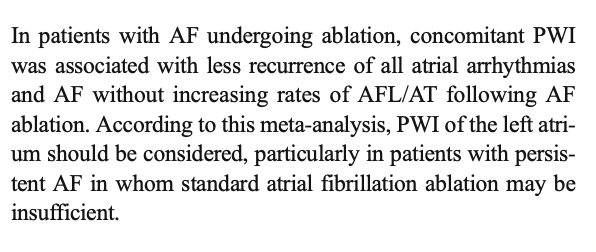 In patients with AF undergoing ablation, concomitant PWI
was associated with less recurrence of all atrial arrhythmias
and AF without increasing rates of AFL/AT following AF
ablation. According to this meta-analysis, PWI of the left atri-
um should be considered, particularly in patients with persis-
tent AF in whom standard atrial fibrillation ablation may be
insufficient.